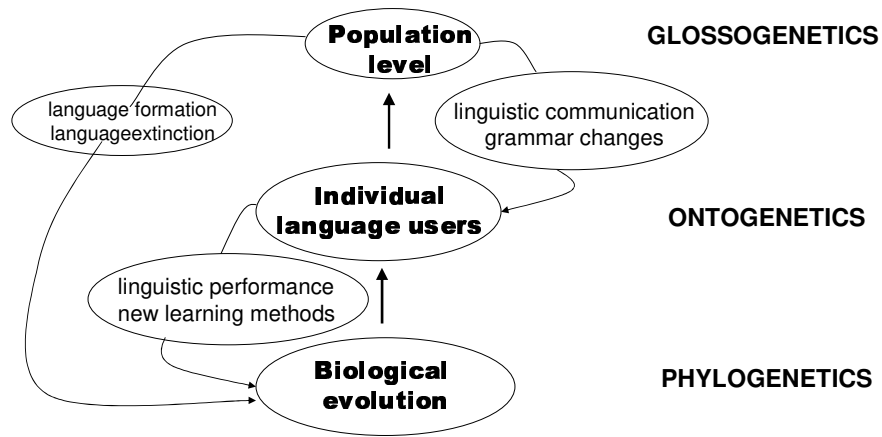 Population
level
GLOSSOGENETICS
language formation
languageextinction
linguistic communication
grammar changes
Individual
language users
ONTOGENETICS
linguistic performance
new learning methods
Biological
evolution
PHYLOGENETICS